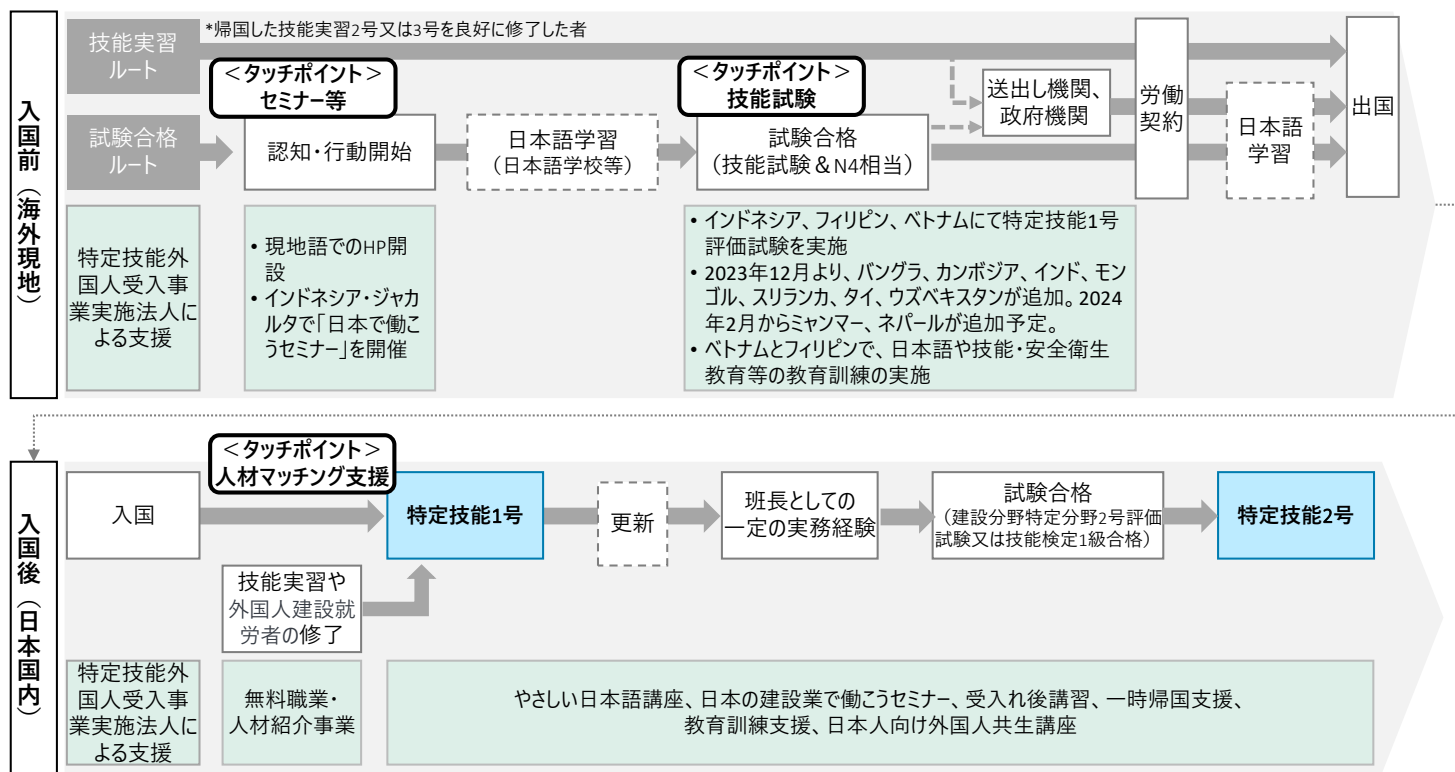 入国前（海外現地）
技能実習
ルート
*帰国した技能実習2号又は3号を良好に修了した者
＜タッチポイント＞
セミナー等
＜タッチポイント＞
技能試験
試験合格
ルート
認知・行動開始
日本語学習
（日本語学校等）
試験合格
（技能試験＆N4相当）
送出し機関、
政府機関
労働
契約
日本語
学習
出国
特定技能外
国人受入事
業実施法人に
よる支援
• 現地語でのHP開
設
• インドネシア・ジャカ
ルタで「日本で働こ
うセミナー」を開催
• インドネシア、フィリピン、ベトナムにて特定技能1号
評価試験を実施
• 2023年12月より、バングラ、カンボジア、インド、モン
ゴル、スリランカ、タイ、ウズベキスタンが追加。2024
年2月からミャンマー、ネパールが追加予定。
• ベトナムとフィリピンで、日本語や技能・安全衛生
教育等の教育訓練の実施
入国後（日本国内）
＜タッチポイント＞
人材マッチング支援
入国
特定技能1号
更新
班長としての
一定の実務経験
試験合格
（建設分野特定分野2号評価
試験又は技能検定1級合格）
特定技能2号
技能実習や
外国人建設就
労者の修了
特定技能外
国人受入事
業実施法人に
よる支援
無料職業・
人材紹介事業
やさしい日本語講座、日本の建設業で働こうセミナー、受入れ後講習、一時帰国支援、
教育訓練支援、日本人向け外国人共生講座